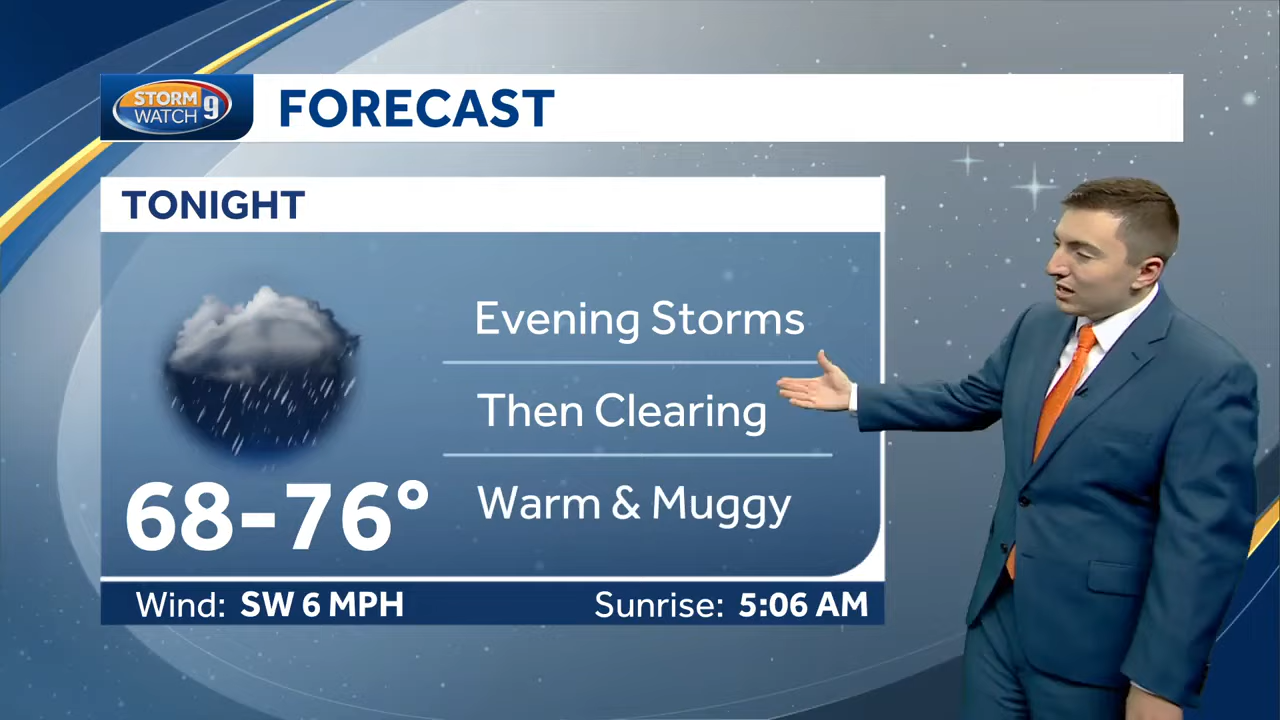 STORM
WATCH 9
FORECAST
TONIGHT
Evening Storms
Then Clearing
68-76°
Warm & Muggy
Wind: SW 6 MPH
Sunrise: 5:06 AM